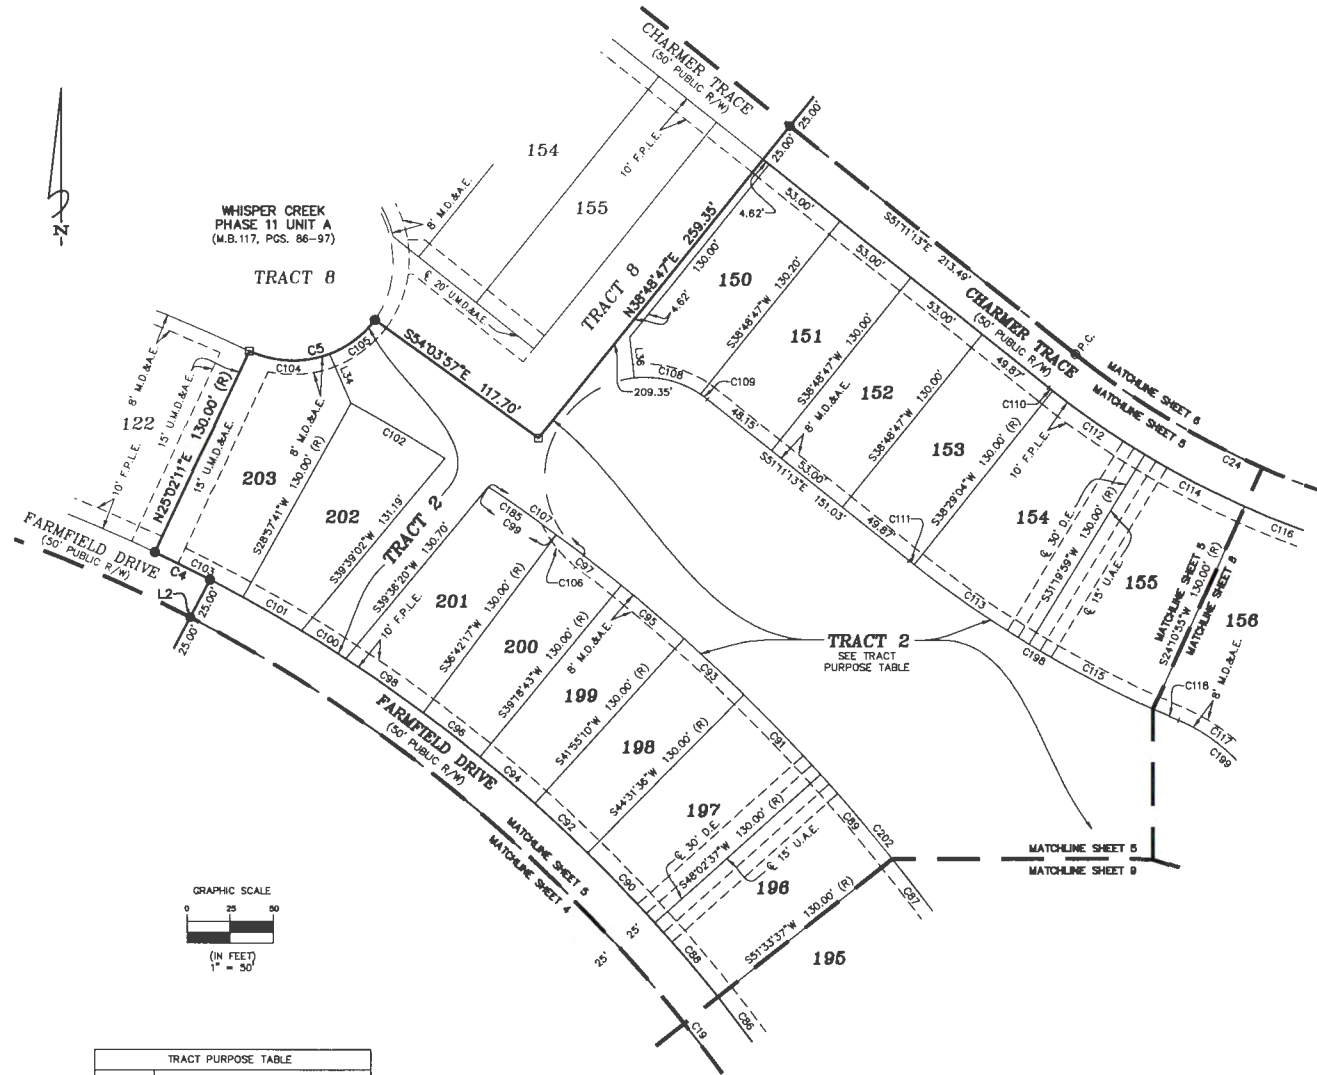 CHARMER TRACE
(50' PUBLIC R/W)
25.00'
25.00'
154
10' F.P.L.E.
155
8' M.D.&A.E.
WHISPER CREEK
PHASE 11 UNIT A
(M.B.117, PGS. 86-97)
TRACT 8
-N-
4.62'
53.00'
S51°11'13"E 213.49'
N38°48'47"E 259.35'
TRACT 8
130.00'
4.62'
150
53.00'
S38°48'47"W 130.20'
℄ 20' U.M.D.&A.E.
53.00'
CHARMER TRACE
(50' PUBLIC R/W)
P.C.
MATCHLINE SHEET 6
MATCHLINE SHEET 5
S54°03'57"E
117.70'
C5
C105
C104
L34
151
S38°48'47"W 130.00'
49.87'
L36
C108
C109
209.35'
152
S38°48'47"W 130.00'
8' M.D.&A.E.
C110
C112
8' M.D.&A.E.
15' U.M.D.&A.E.
122
10' F.P.L.E.
N25°02'11"E 130.00' (R)
15' U.M.D.&A.E.
8' M.D.&A.E.
C102
48.15'
153
S38°29'04"W 130.00' (R)
10' F.P.L.E.
C24
C114
203
S28°57'41"W 130.00' (R)
202
S39°39'02"W 131.19'
TRACT 2
53.00'
S51°11'13"E 151.03'
49.87'
C111
154
℄ 30' D.E.
S31°19'59"W 130.00' (R)
℄ 15' U.A.E.
C116
C185
C107
C99
C106
C97
FARMFIELD DRIVE
(50' PUBLIC R/W)
C4
C103
L2
25.00'
25.00'
C101
C100
S39°36'20"W 130.70'
10' F.P.L.E.
201
S36°42'17"W 130.00' (R)
155
MATCHLINE SHEET 5
S24°10'55"W 130.00' (R)
MATCHLINE SHEET 8
156
C113
C198
C115
C118
8' M.D.&A.E.
C117
C199
200
S39°18'43"W 130.00' (R)
8' M.D.&A.E.
C95
TRACT 2
SEE TRACT
PURPOSE TABLE
C98
C93
199
S41°55'10"W 130.00' (R)
FARMFIELD DRIVE
(50' PUBLIC R/W)
C96
198
S44°31'36"W 130.00' (R)
C91
C94
197
C92
℄ 30' D.E.
S48°02'37"W 130.00' (R)
℄ 15' U.A.E.
C89
C202
MATCHLINE SHEET 5
MATCHLINE SHEET 4
MATCHLINE SHEET 5
MATCHLINE SHEET 9
C90
196
C87
25'
25'
S51°33'37"W 130.00' (R)
195
C88
C86
C19
GRAPHIC SCALE
0 25 50
(IN FEET)
1" = 50'
TRACT PURPOSE TABLE